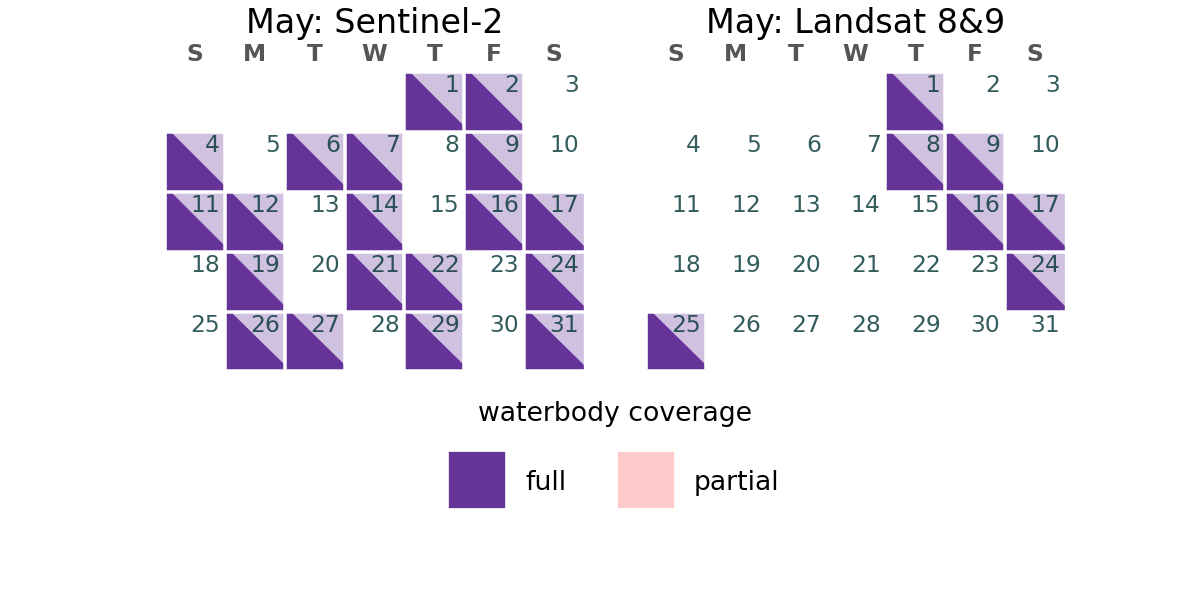 May: Sentinel-2
S M T W T F S
1 2 3
4 5 6 7 8 9 10
11 12 13 14 15 16 17
18 19 20 21 22 23 24
25 26 27 28 29 30 31
May: Landsat 8&9
S M T W T F S
1 2 3
4 5 6 7 8 9 10
11 12 13 14 15 16 17
18 19 20 21 22 23 24
25 26 27 28 29 30 31
waterbody coverage
full partial